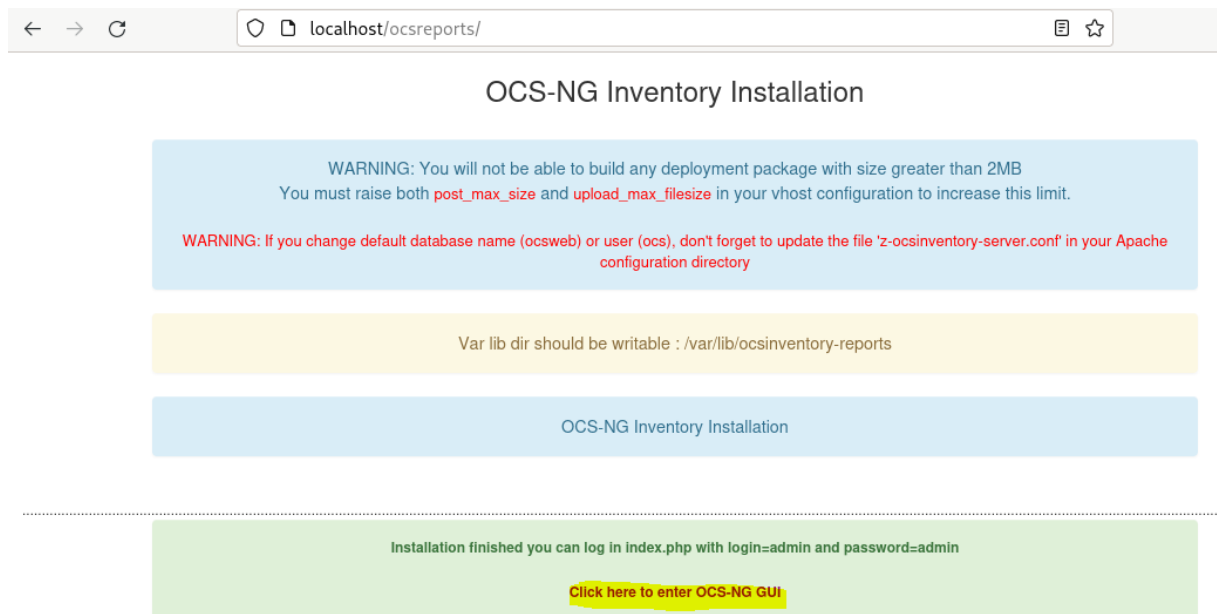 localhost/ocsreports/
OCS-NG Inventory Installation
WARNING: You will not be able to build any deployment package with size greater than 2MB
You must raise both post_max_size and upload_max_filesize in your vhost configuration to increase this limit.
WARNING: If you change default database name (ocsweb) or user (ocs), don't forget to update the file 'z-ocsinventory-server.conf' in your Apache
configuration directory
Var lib dir should be writable : /var/lib/ocsinventory-reports
OCS-NG Inventory Installation
Installation finished you can log in index.php with login=admin and password=admin
Click here to enter OCS-NG GUI